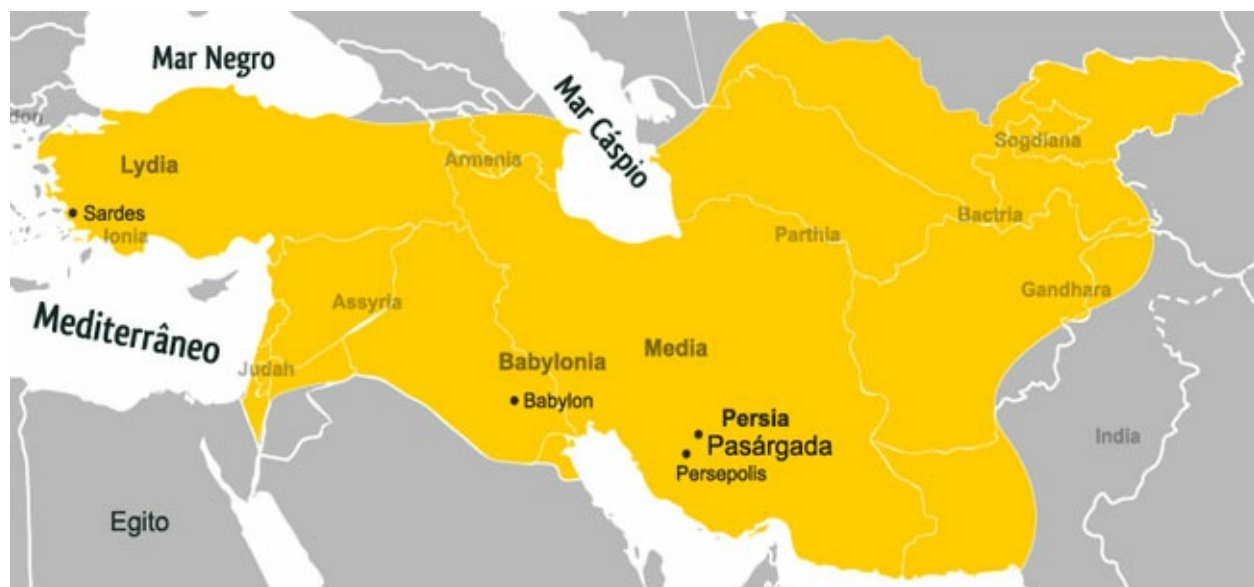 Mar Negro
Mar Cáspio
don
Lydia
Armenia
Sogdiana
Sardes
Ionia
Bactria
Parthia
Assyria
Gandhara
Mediterrâneo
Media
Babylonia
Judah
Babylon
Persia
Pasárgada
India
Persepolis
Egito